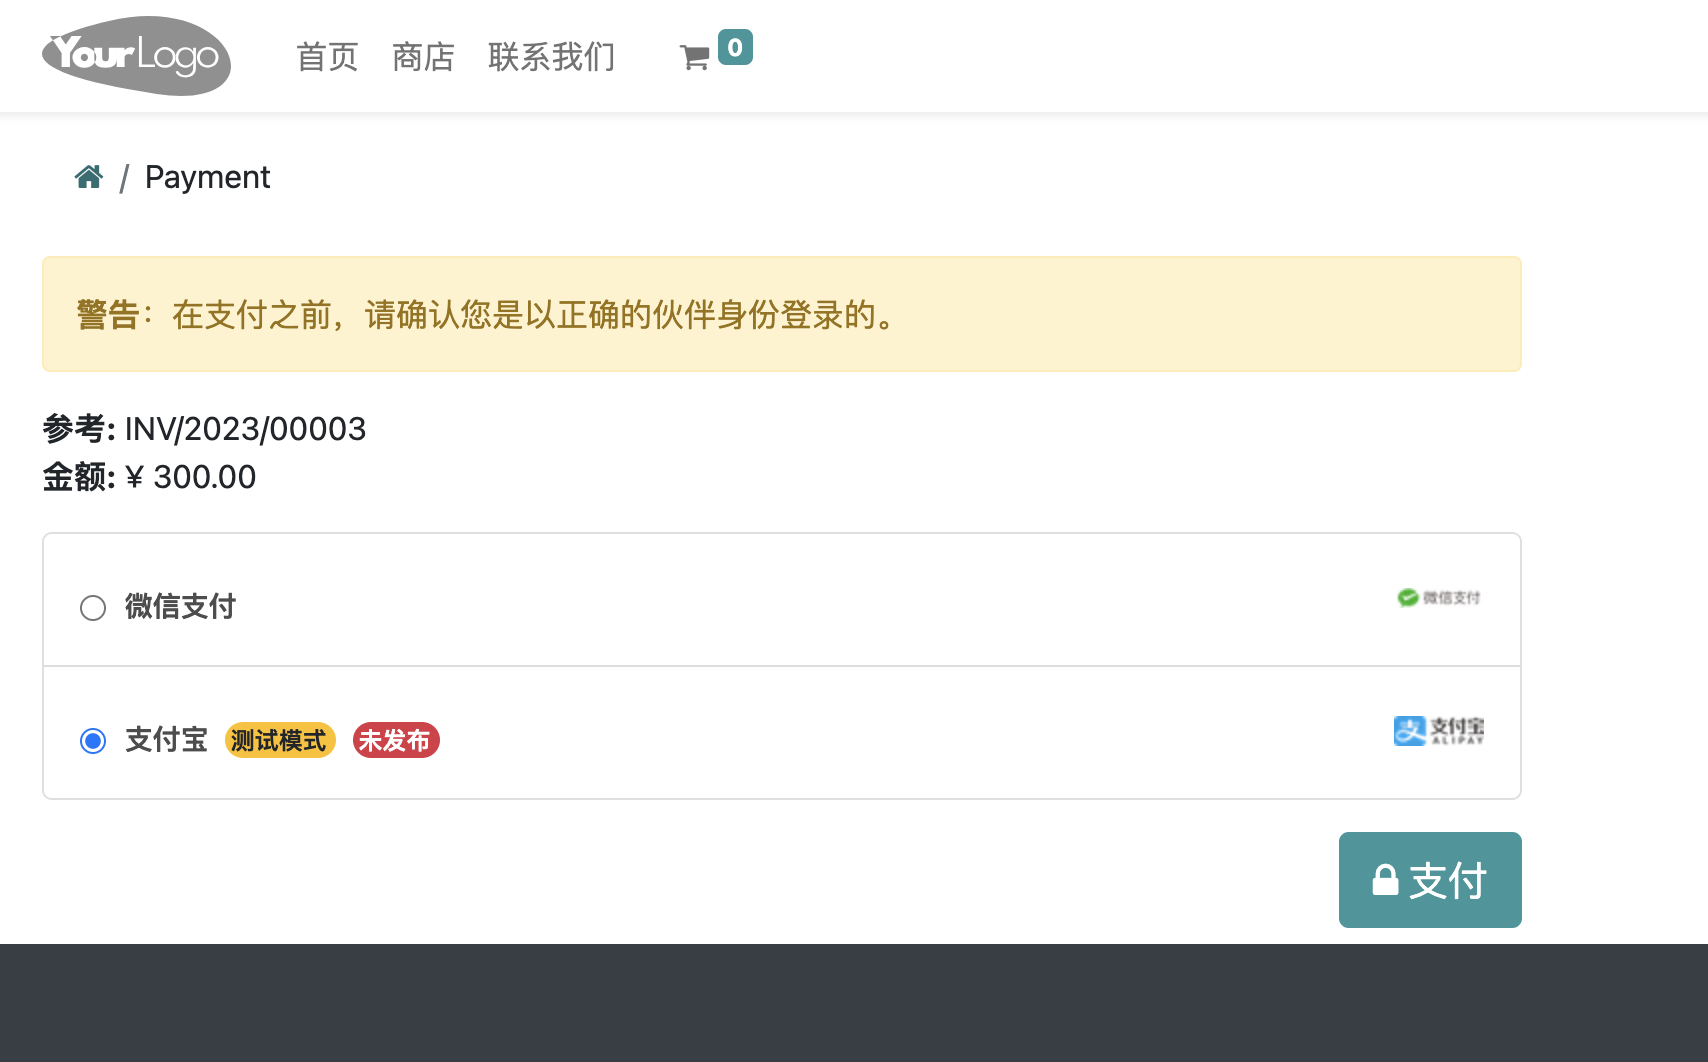 YourLogo 首页 商店 联系我们 0
/ Payment
警告：在支付之前，请确认您是以正确的伙伴身份登录的。
参考: INV/2023/00003
金额: ¥ 300.00
微信支付 微信支付
支付宝 测试模式 未发布 支付宝
ALIPAY
支付